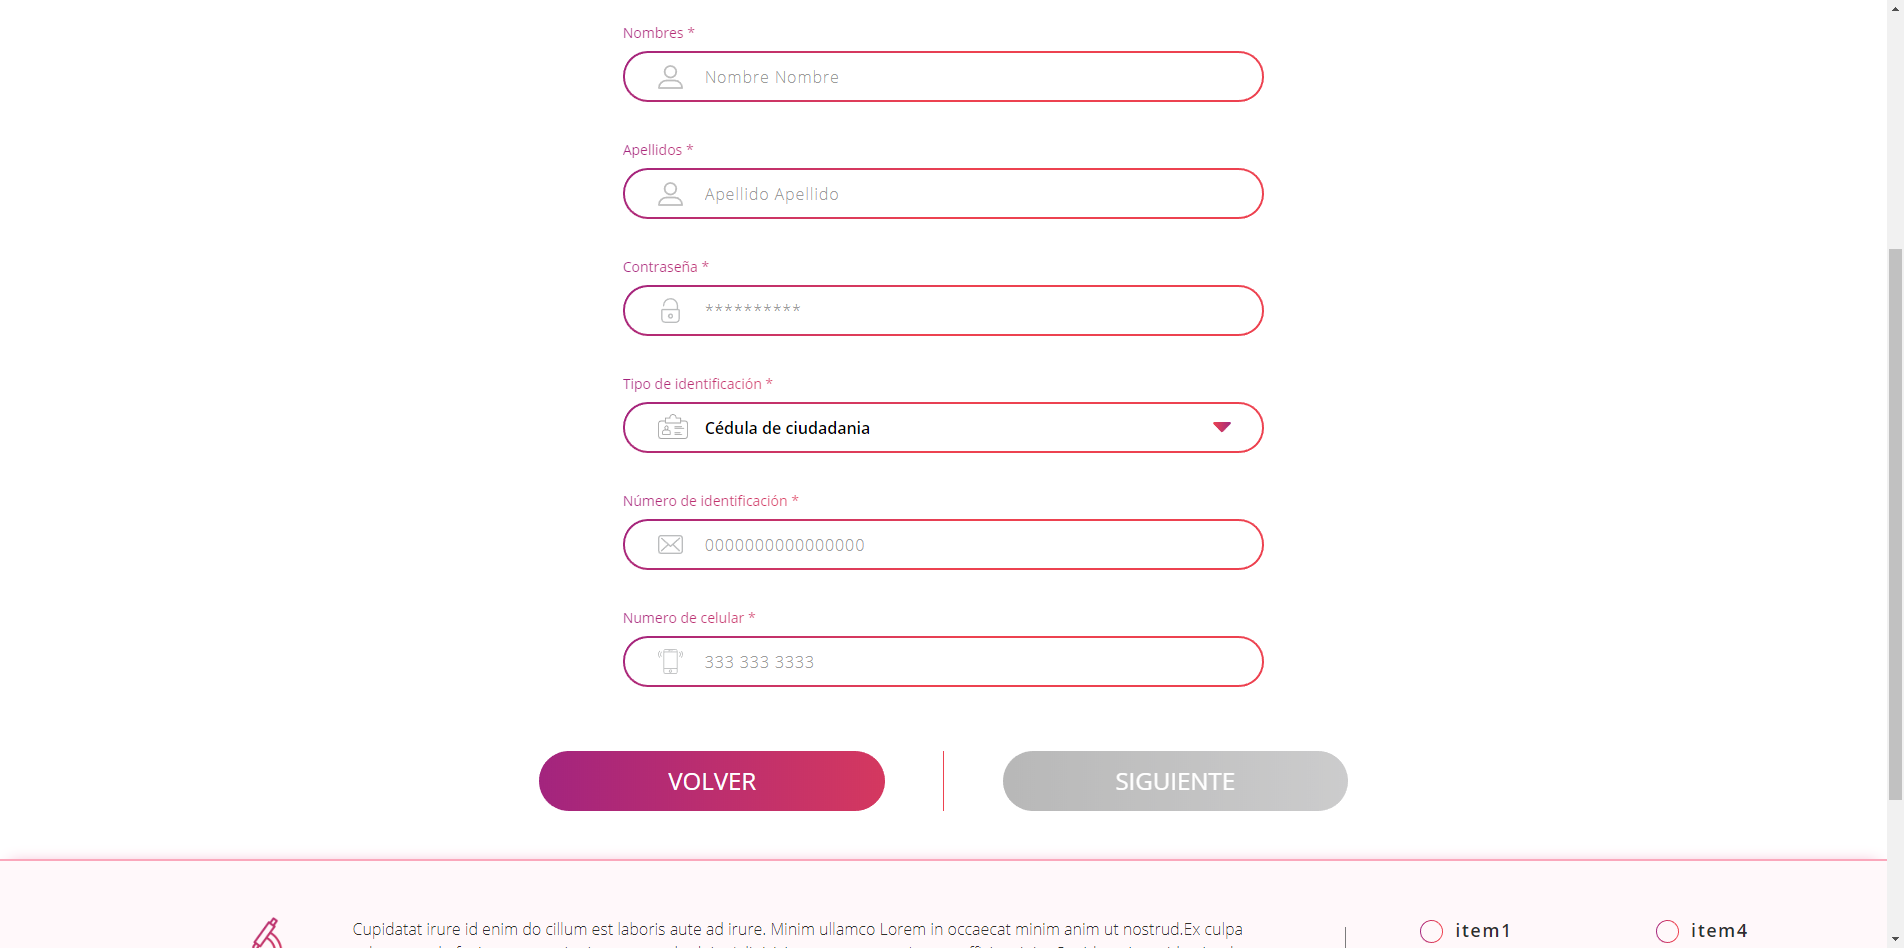 Nombres *
Nombre Nombre
Apellidos *
Apellido Apellido
Contraseña *
**********
Tipo de identificación *
Cédula de ciudadania
Número de identificación *
0000000000000000
Numero de celular *
333 333 3333
VOLVER
SIGUIENTE
Cupidatat irure id enim do cillum est laboris aute ad irure. Minim ullamco Lorem in occaecat minim anim ut nostrud.Ex culpa
item1
item4